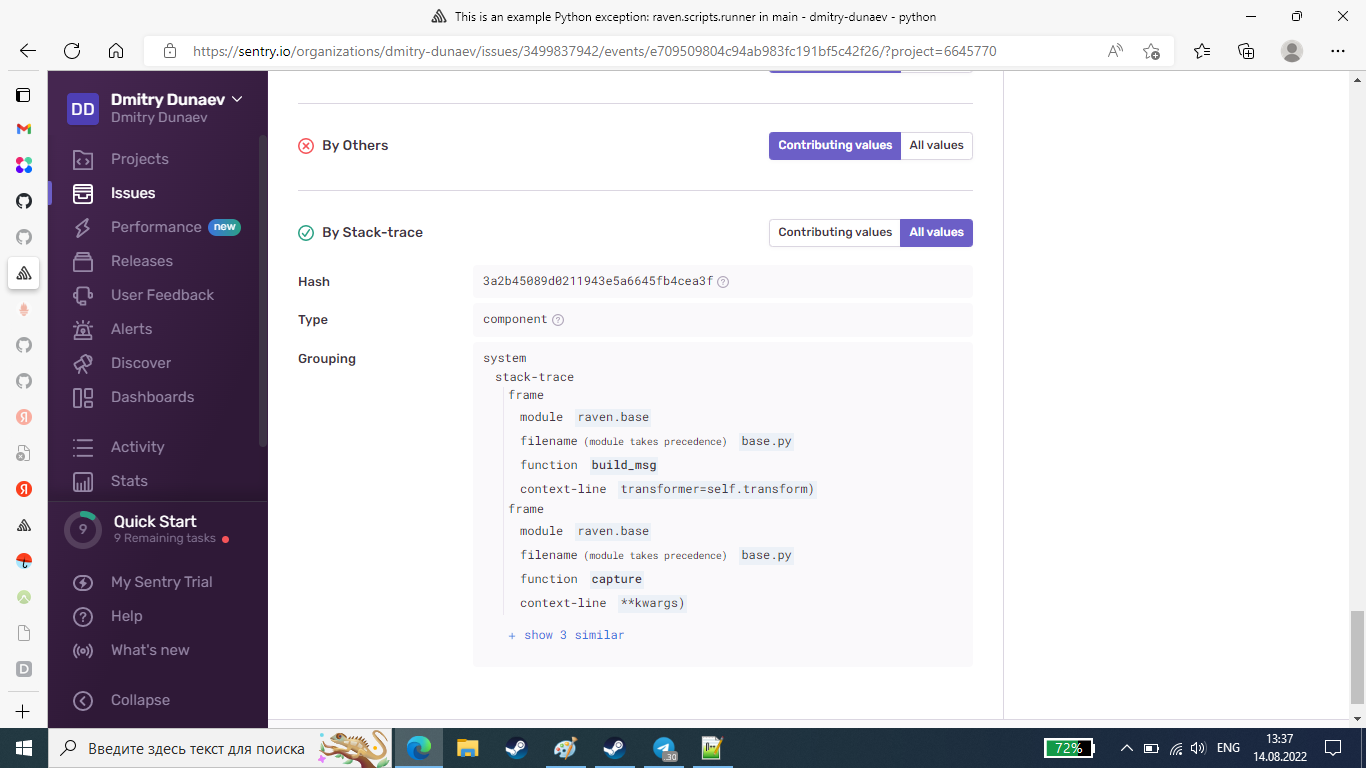 This is an example Python exception: raven.scripts.runner in main - dmitry-dunaev - python
https://sentry.io/organizations/dmitry-dunaev/issues/3499837942/events/e709509804c94ab983fc191bf5c42f26/?project=6645770
DD
Dmitry Dunaev
Dmitry Dunaev
Projects
Issues
Performance new
Releases
User Feedback
Alerts
Discover
Dashboards
Activity
Stats
9
Quick Start
9 Remaining tasks
My Sentry Trial
Help
What's new
Collapse
By Others
Contributing values All values
By Stack-trace
Contributing values All values
Hash 3a2b45089d0211943e5a6645fb4cea3f
Type component
Grouping system
stack-trace
frame
module raven.base
filename (module takes precedence) base.py
function build_msg
context-line transformer=self.transform)
frame
module raven.base
filename (module takes precedence) base.py
function capture
context-line **kwargs)
+ show 3 similar
Введите здесь текст для поиска
30
72%
ENG
13:37
14.08.2022